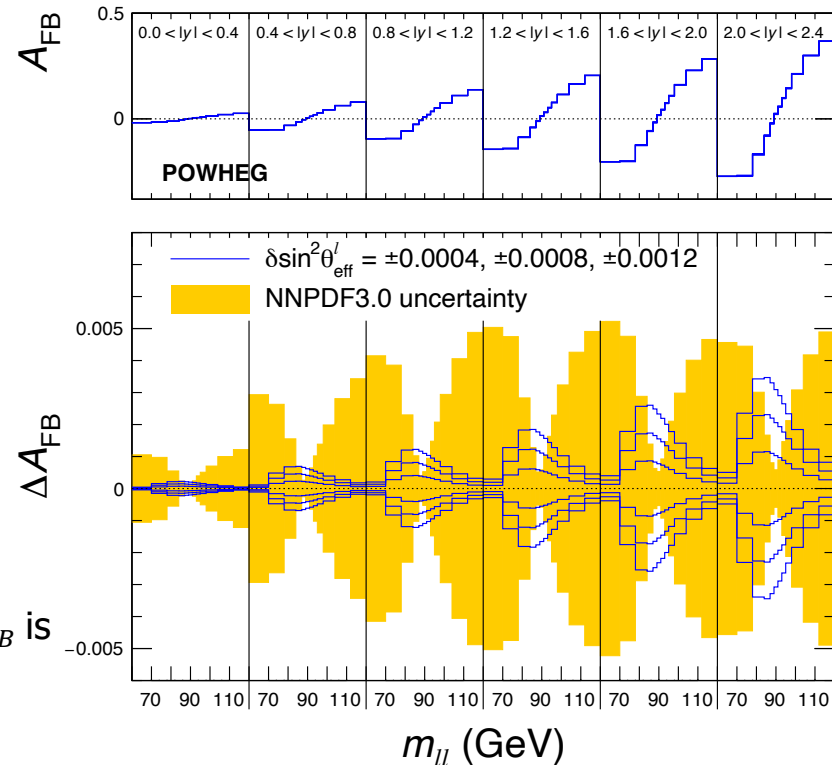 A_FB
0.5
0
0.0 < |y| < 0.4
0.4 < |y| < 0.8
0.8 < |y| < 1.2
1.2 < |y| < 1.6
1.6 < |y| < 2.0
2.0 < |y| < 2.4
POWHEG
δsin²θ^l_eff = ±0.0004, ±0.0008, ±0.0012
NNPDF3.0 uncertainty
ΔA_FB
0.005
0
−0.005
B is
70 90 110 70 90 110 70 90 110 70 90 110 70 90 110 70 90 110
m_ll (GeV)